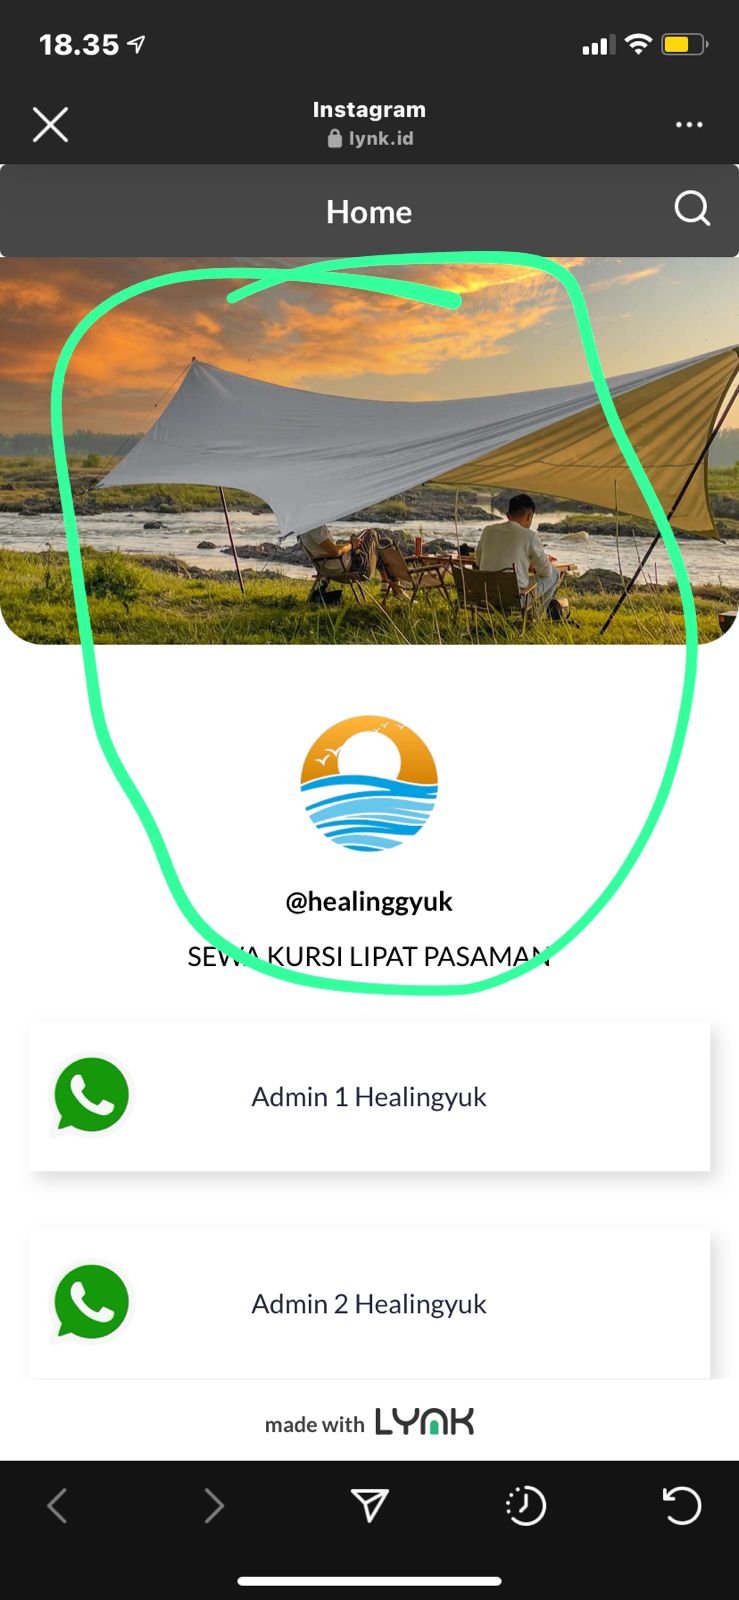 18.35
Instagram
lynk.id
Home
@healinggyuk
SEWA KURSI LIPAT PASAMAN
Admin 1 Healingyuk
Admin 2 Healingyuk
made with LYNK